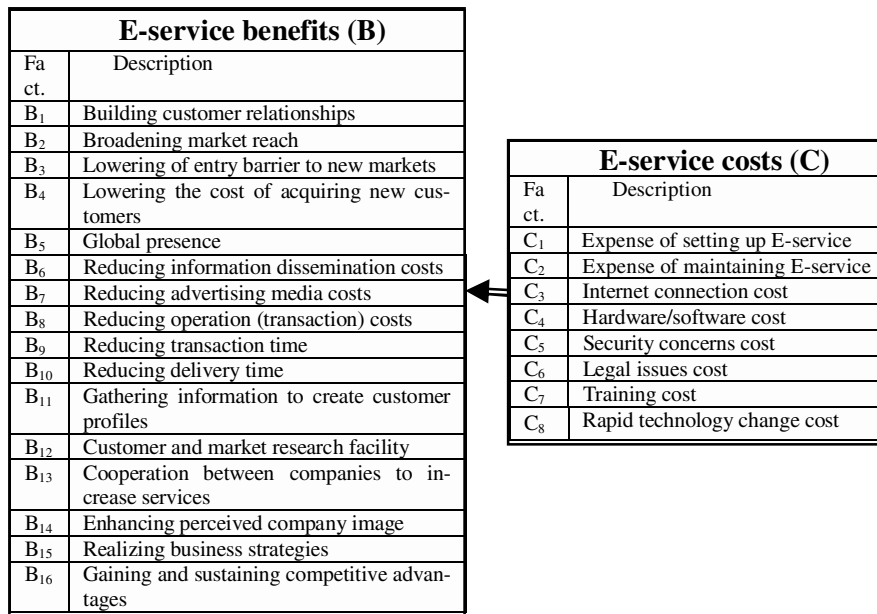 E-service benefits (B)
Fa Description
ct.
B₁ Building customer relationships
B₂ Broadening market reach
B₃ Lowering of entry barrier to new markets
B₄ Lowering the cost of acquiring new cus-
tomers
B₅ Global presence
B₆ Reducing information dissemination costs
B₇ Reducing advertising media costs
B₈ Reducing operation (transaction) costs
B₉ Reducing transaction time
B₁₀ Reducing delivery time
B₁₁ Gathering information to create customer
profiles
B₁₂ Customer and market research facility
B₁₃ Cooperation between companies to in-
crease services
B₁₄ Enhancing perceived company image
B₁₅ Realizing business strategies
B₁₆ Gaining and sustaining competitive advan-
tages
E-service costs (C)
Fa Description
ct.
C₁ Expense of setting up E-service
C₂ Expense of maintaining E-service
C₃ Internet connection cost
C₄ Hardware/software cost
C₅ Security concerns cost
C₆ Legal issues cost
C₇ Training cost
C₈ Rapid technology change cost